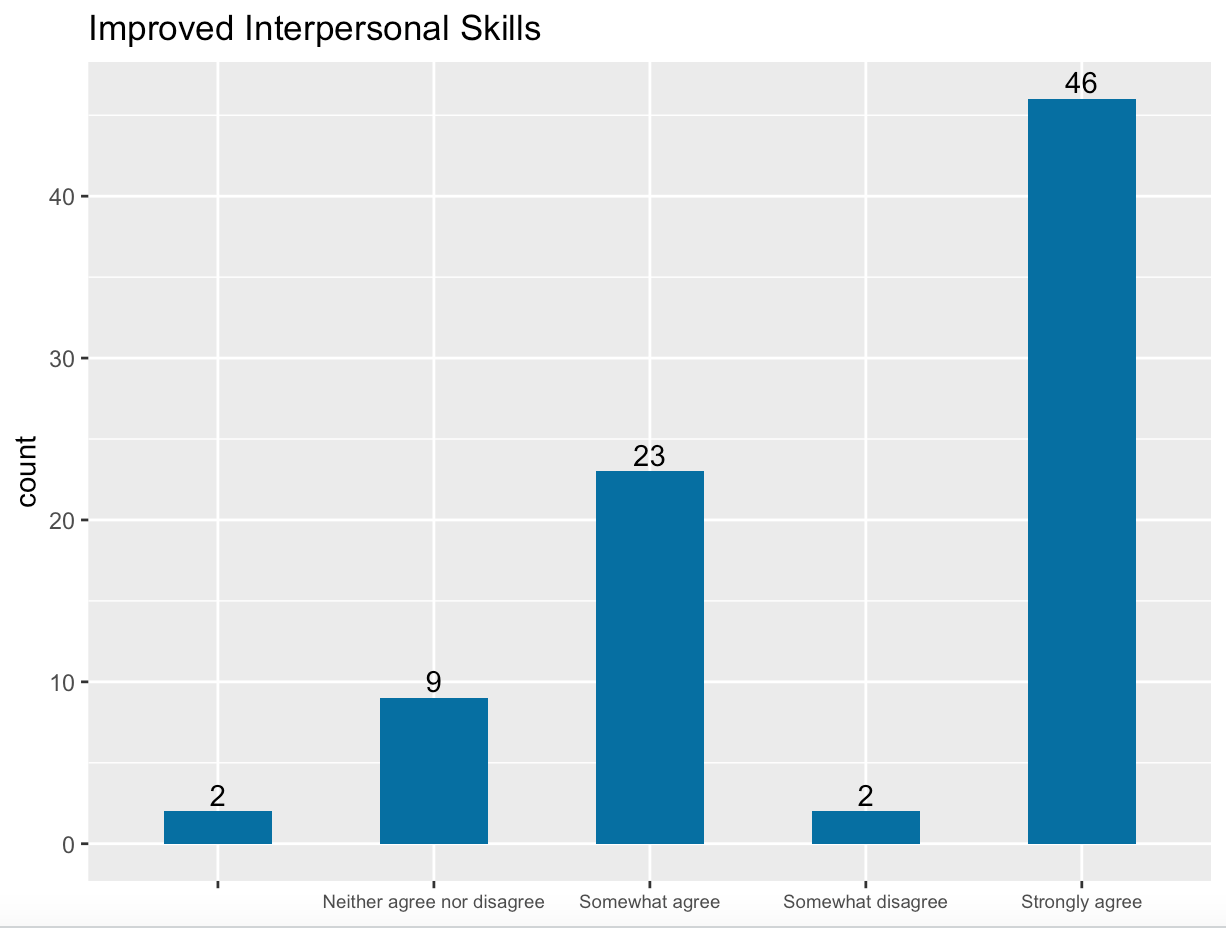 Improved Interpersonal Skills
46
40
30
count
23
20
9
10
2
2
0
Neither agree nor disagree
Somewhat agree
Somewhat disagree
Strongly agree